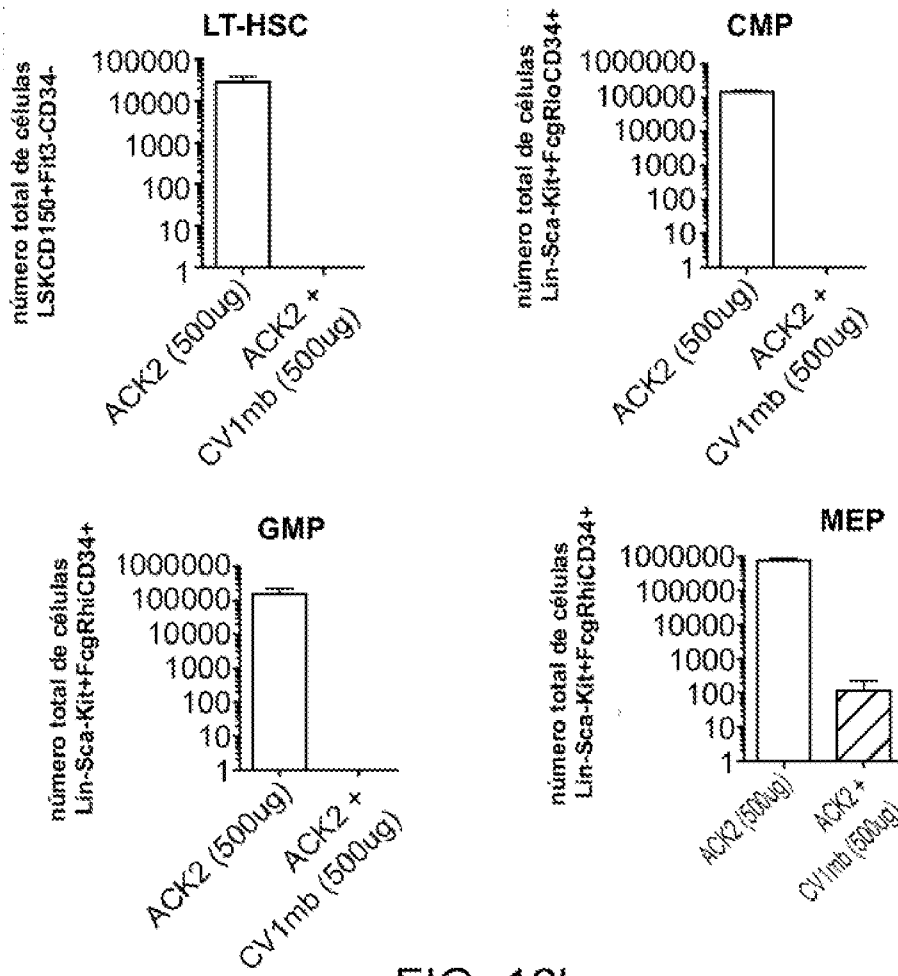 LT-HSC
número total de células
LSKCD150+Flt3-CD34-
100000
10000
1000
100
10
1
ACK2 (500ug)
ACK2 +
CV1mb (500ug)
CMP
número total de células
Lin-Sca-Kit+FcgRloCD34+
1000000
100000
10000
1000
100
10
1
ACK2 (500ug)
ACK2 +
CV1mb (500ug)
GMP
número total de células
Lin-Sca-Kit+FcgRhiCD34+
1000000
100000
10000
1000
100
10
1
ACK2 (500ug)
ACK2 +
CV1mb (500ug)
MEP
número total de células
Lin-Sca-Kit+FcgRhiCD34+
1000000
100000
10000
1000
100
10
1
ACK2 (500ug)
ACK2 +
CV1mb (500ug)